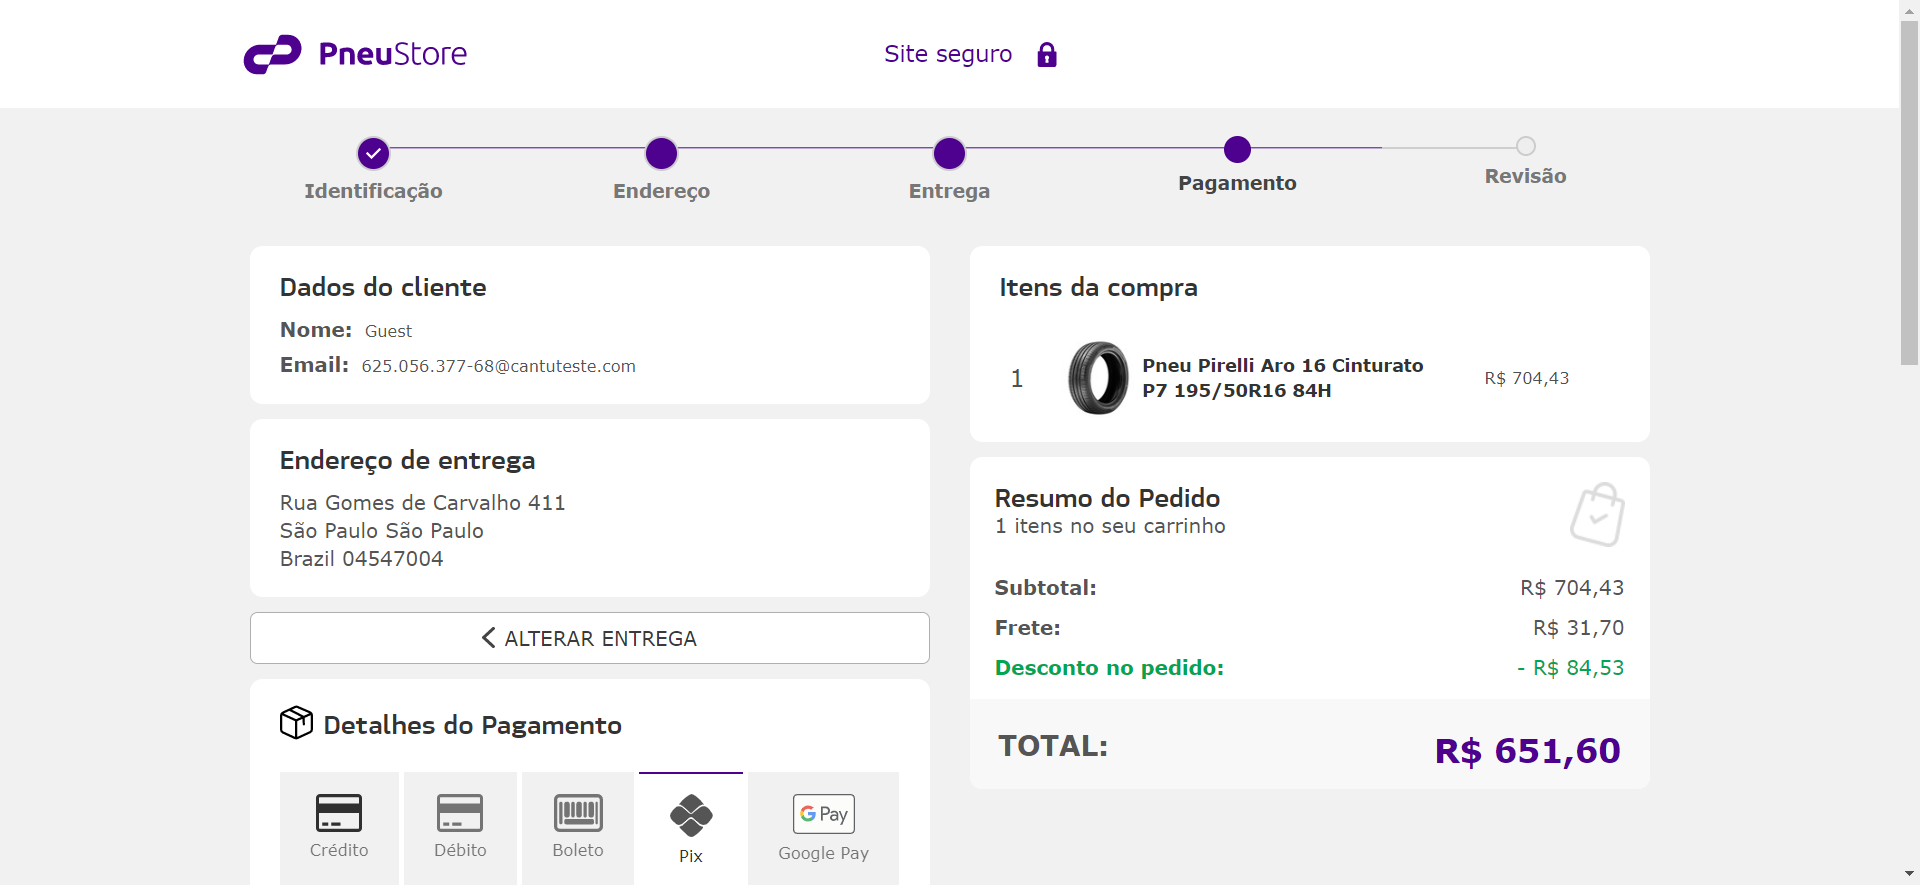 PneuStore
Site seguro
Identificação
Endereço
Entrega
Pagamento
Revisão
Dados do cliente
Nome: Guest
Email: 625.056.377-68@cantuteste.com
Endereço de entrega
Rua Gomes de Carvalho 411
São Paulo São Paulo
Brazil 04547004
ALTERAR ENTREGA
Detalhes do Pagamento
Crédito
Débito
Boleto
Pix
G Pay
Google Pay
Itens da compra
1
Pneu Pirelli Aro 16 Cinturato
P7 195/50R16 84H
R$ 704,43
Resumo do Pedido
1 itens no seu carrinho
Subtotal: R$ 704,43
Frete: R$ 31,70
Desconto no pedido: - R$ 84,53
TOTAL: R$ 651,60